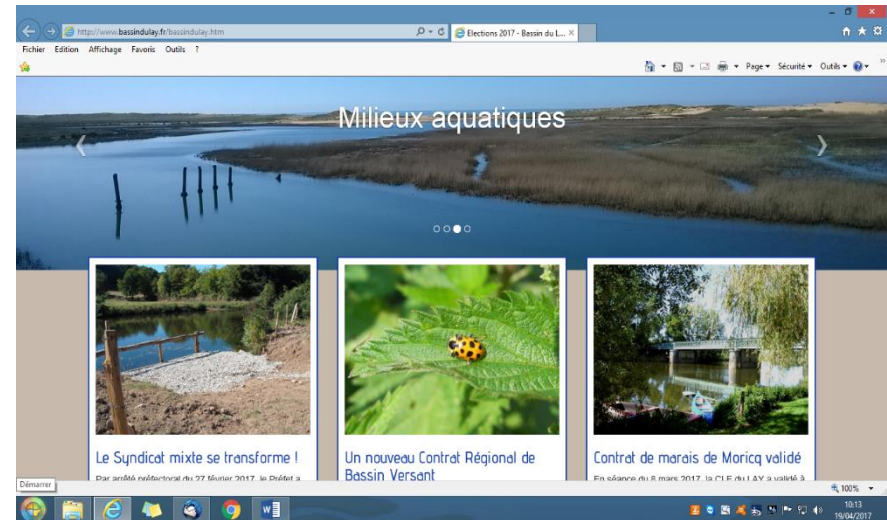 http://www.bassindulay.fr/bassindulay.htm
Elections 2017 - Bassin du L...
Fichier Edition Affichage Favoris Outils ?
Page Sécurité Outils
Milieux aquatiques
Le Syndicat mixte se transforme !
Par arrêté préfectoral du 27 février 2017, le Préfet a
Un nouveau Contrat Régional de
Bassin Versant
Contrat de marais de Moricq validé
En séance du 8 mars 2017, la CLE du LAY a validé à
Démarrer
100%
10:13
19/04/2017